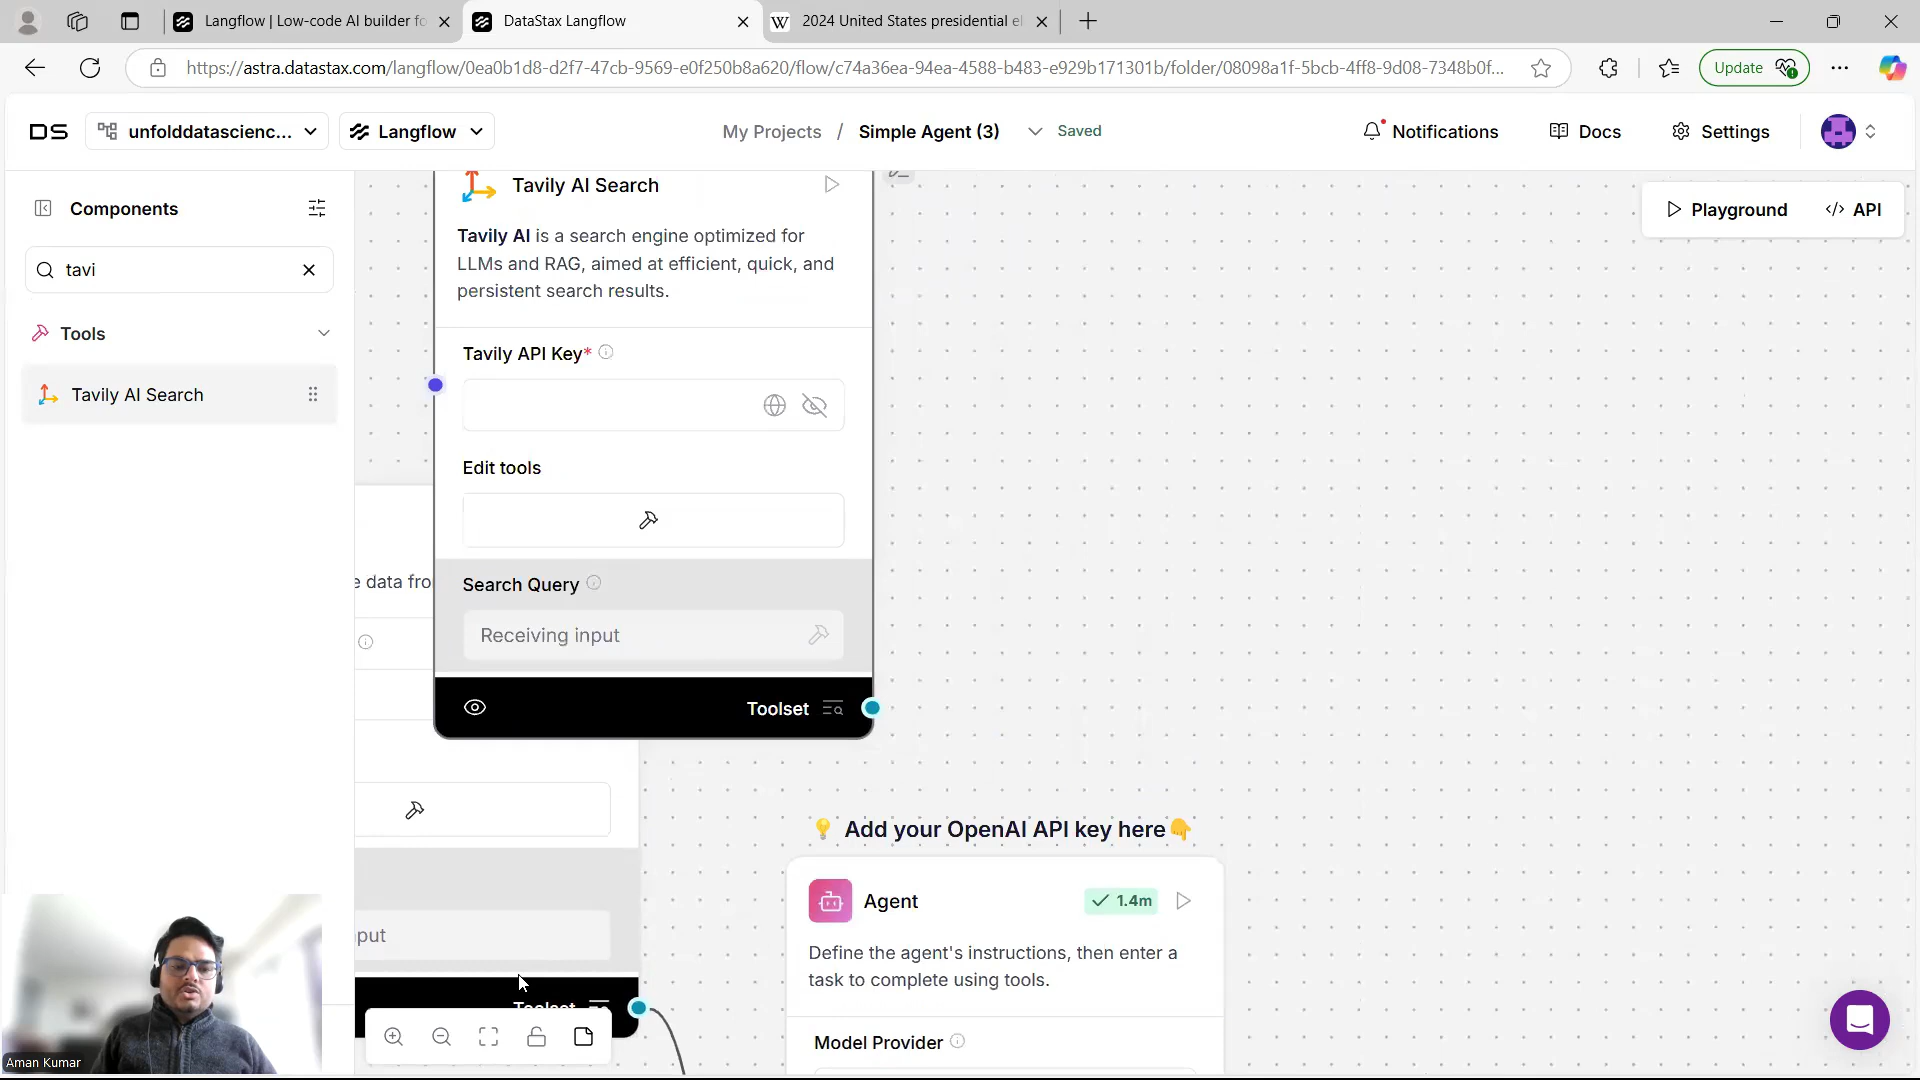 Langflow | Low-code AI builder fo
DataStax Langflow
W 2024 United States presidential el
https://astra.datastax.com/langflow/0ea0b1d8-d2f7-47cb-9569-e0f250b8a620/flow/c74a36ea-94ea-4588-b483-e929b171301b/folder/08098a1f-5bcb-4ff8-9d08-7348b0f...
Update
DS unfolddatascienc... Langflow
My Projects / Simple Agent (3) Saved
Notifications Docs Settings
Components
tavi
Tools
Tavily AI Search
Playground </> API
Tavily AI Search
Tavily AI is a search engine optimized for
LLMs and RAG, aimed at efficient, quick, and
persistent search results.
Tavily API Key*
Edit tools
Search Query
Receiving input
Toolset
e data fro
put
Toolset
Add your OpenAI API key here
Agent 1.4m
Define the agent's instructions, then enter a
task to complete using tools.
Model Provider
Aman Kumar